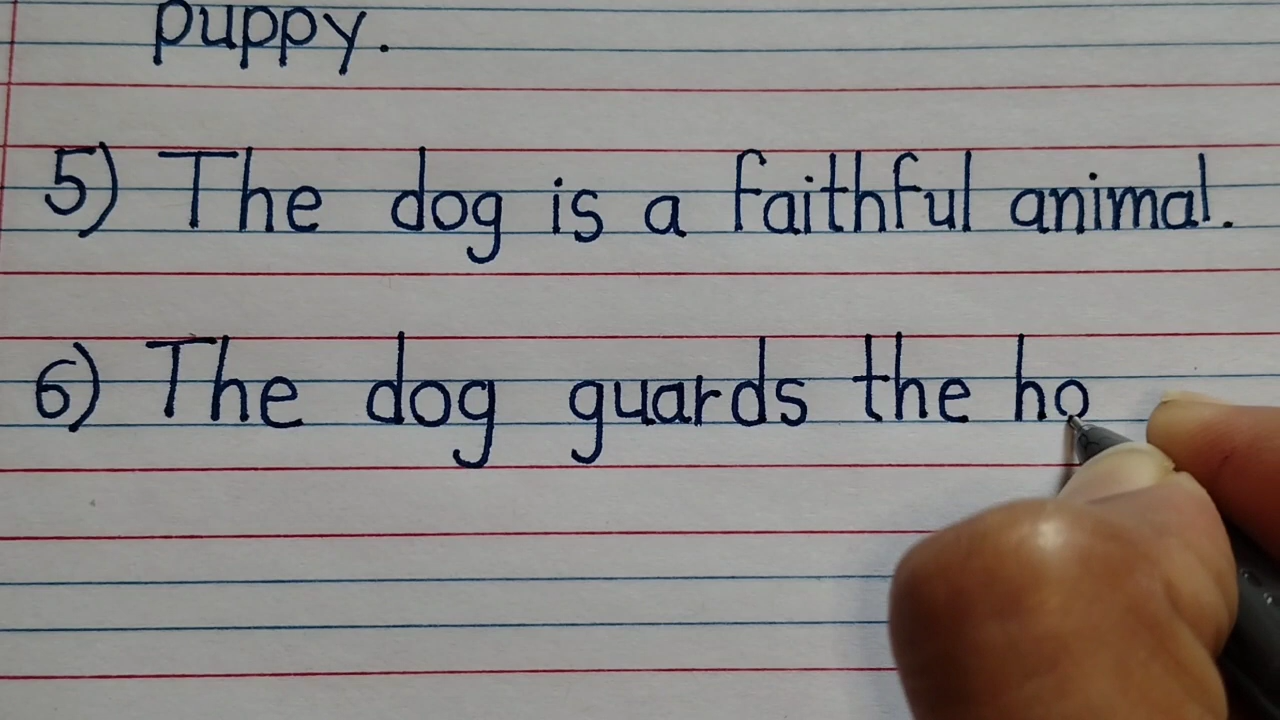 puppy.
5) The dog is a faithful animal.
6) The dog guards the ho